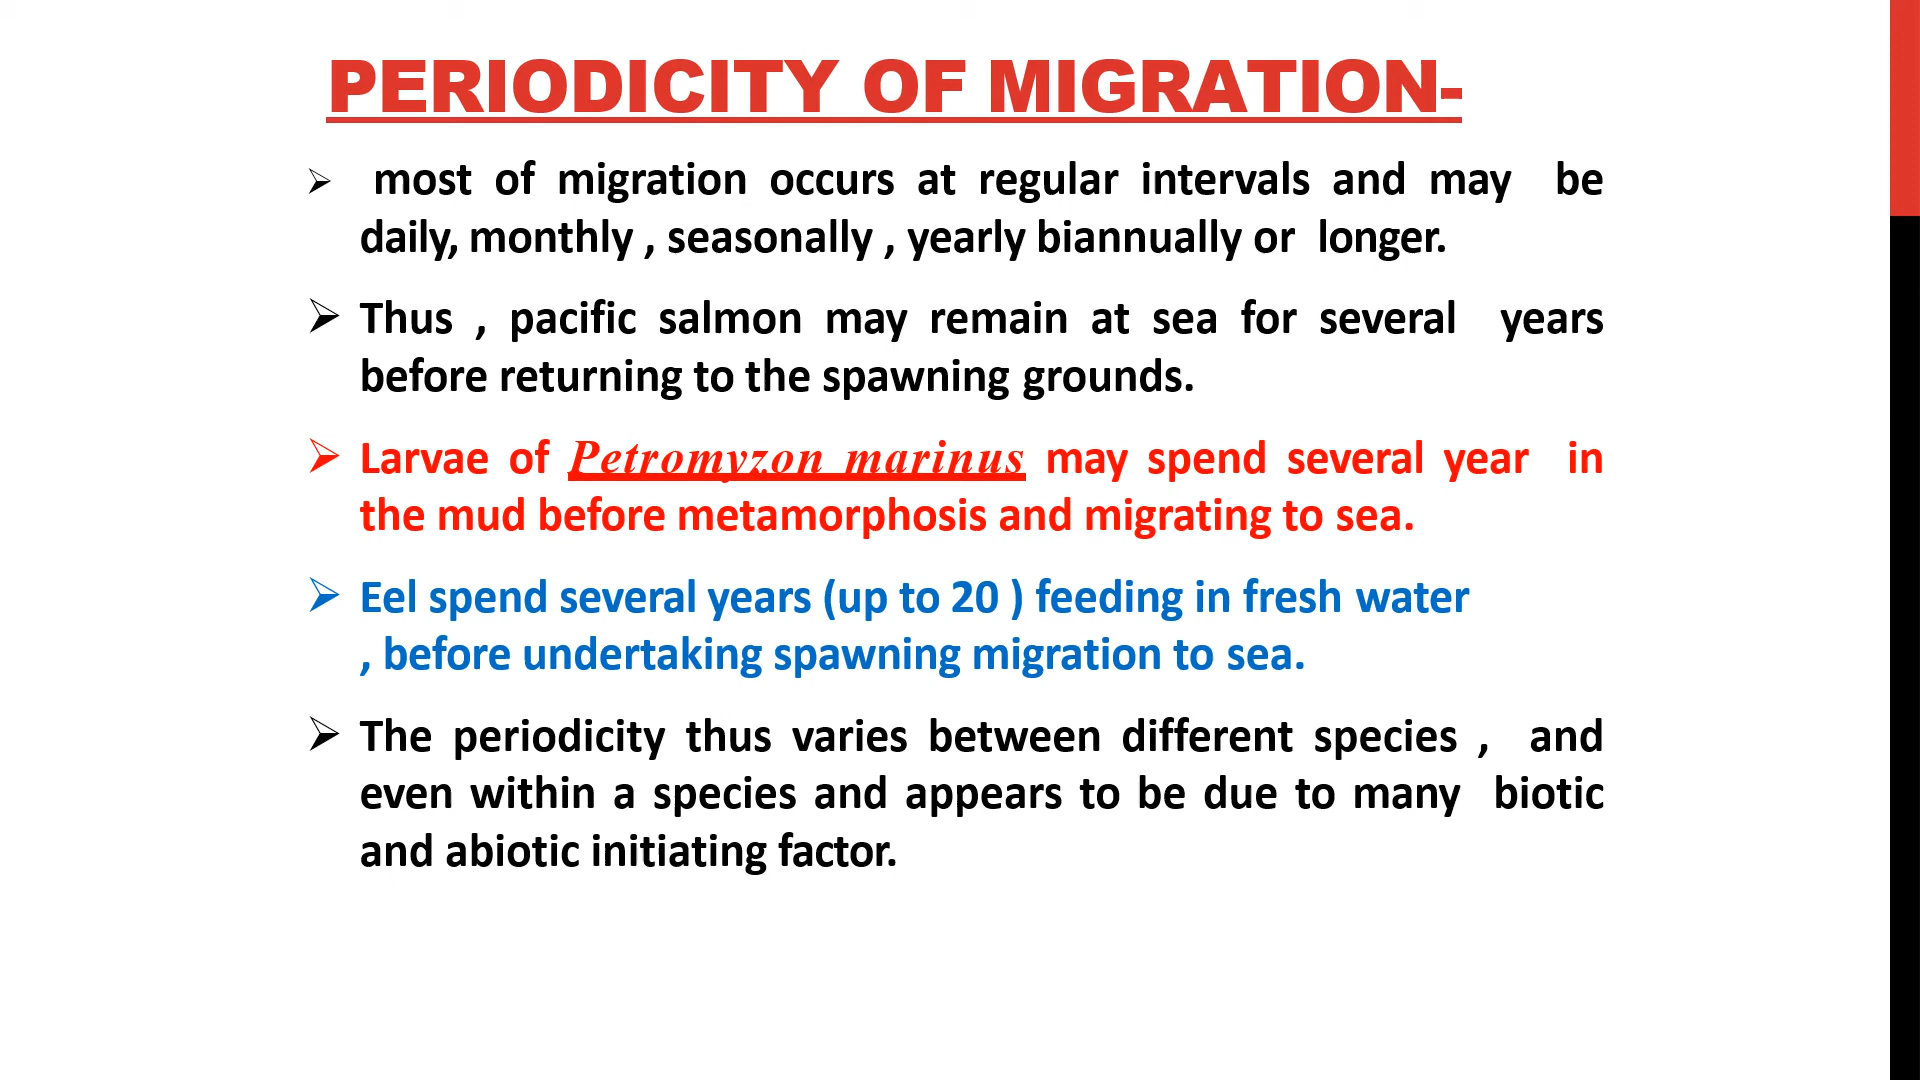 PERIODICITY OF MIGRATION-
➢ most of migration occurs at regular intervals and may be
daily, monthly , seasonally , yearly biannually or longer.
➢ Thus , pacific salmon may remain at sea for several years
before returning to the spawning grounds.
➢ Larvae of Petromyzon marinus may spend several year in
the mud before metamorphosis and migrating to sea.
➢ Eel spend several years (up to 20 ) feeding in fresh water
, before undertaking spawning migration to sea.
➢ The periodicity thus varies between different species , and
even within a species and appears to be due to many biotic
and abiotic initiating factor.